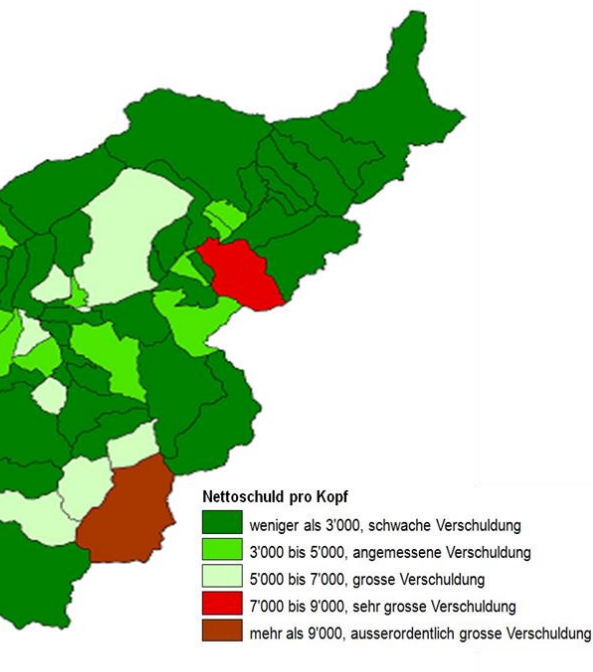 Nettoschuld pro Kopf
weniger als 3'000, schwache Verschuldung
3'000 bis 5'000, angemessene Verschuldung
5'000 bis 7'000, grosse Verschuldung
7'000 bis 9'000, sehr grosse Verschuldung
mehr als 9'000, ausserordentlich grosse Verschuldung